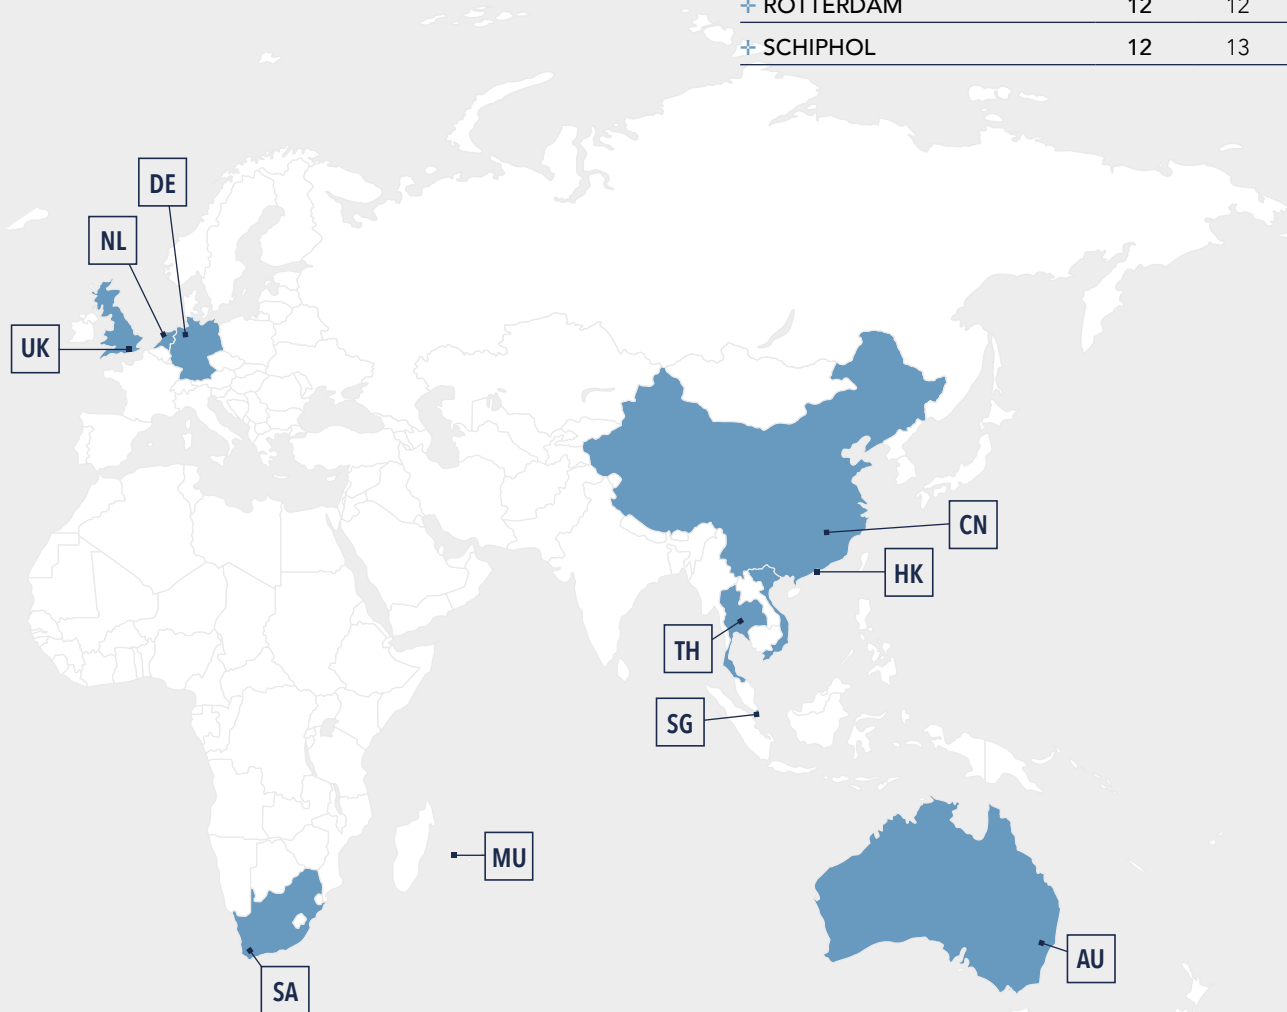 ✛ ROTTERDAM 12 12
✛ SCHIPHOL 12 13
DE
NL
UK
CN
HK
TH
SG
MU
AU
SA